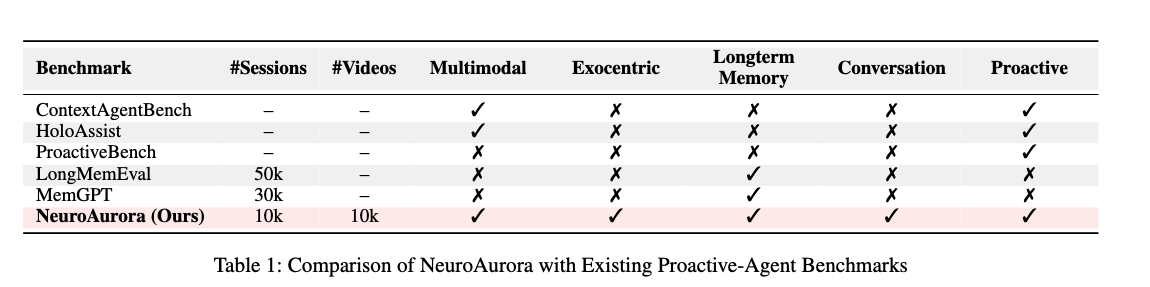 Benchmark #Sessions #Videos Multimodal Exocentric Longterm Memory Conversation Proactive
ContextAgentBench – – ✓ ✗ ✗ ✗ ✓
HoloAssist – – ✓ ✗ ✗ ✗ ✓
ProactiveBench – – ✗ ✗ ✗ ✗ ✓
LongMemEval 50k – ✗ ✗ ✓ ✗ ✗
MemGPT 30k – ✗ ✗ ✓ ✗ ✗
NeuroAurora (Ours) 10k 10k ✓ ✓ ✓ ✓ ✓
Table 1: Comparison of NeuroAurora with Existing Proactive-Agent Benchmarks